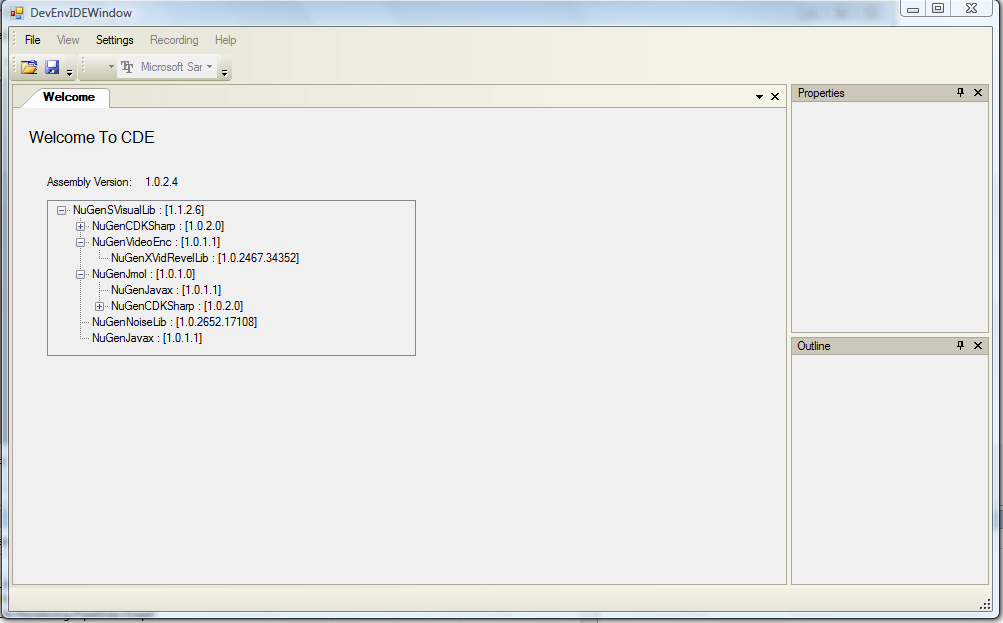 DevEnvIDEWindow
File View Settings Recording Help
Microsoft Sar
Welcome
Properties
Welcome To CDE
Assembly Version: 1.0.2.4
NuGenSVisualLib : [1.1.2.6]
NuGenCDKSharp : [1.0.2.0]
NuGenVideoEnc : [1.0.1.1]
NuGenXVidRevelLib : [1.0.2467.34352]
NuGenJmol : [1.0.1.0]
NuGenJavax : [1.0.1.1]
NuGenCDKSharp : [1.0.2.0]
NuGenNoiseLib : [1.0.2652.17108]
NuGenJavax : [1.0.1.1]
Outline